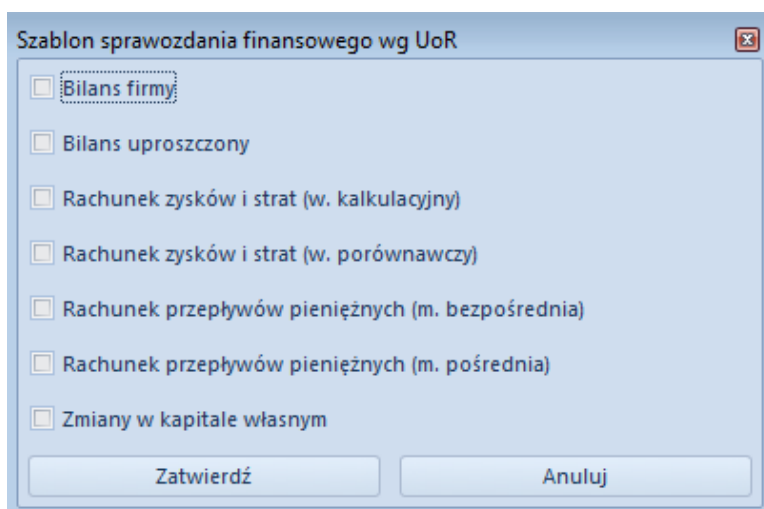 Szablon sprawozdania finansowego wg UoR
Bilans firmy
Bilans uproszczony
Rachunek zysków i strat (w. kalkulacyjny)
Rachunek zysków i strat (w. porównawczy)
Rachunek przepływów pieniężnych (m. bezpośrednia)
Rachunek przepływów pieniężnych (m. pośrednia)
Zmiany w kapitale własnym
Zatwierdź Anuluj